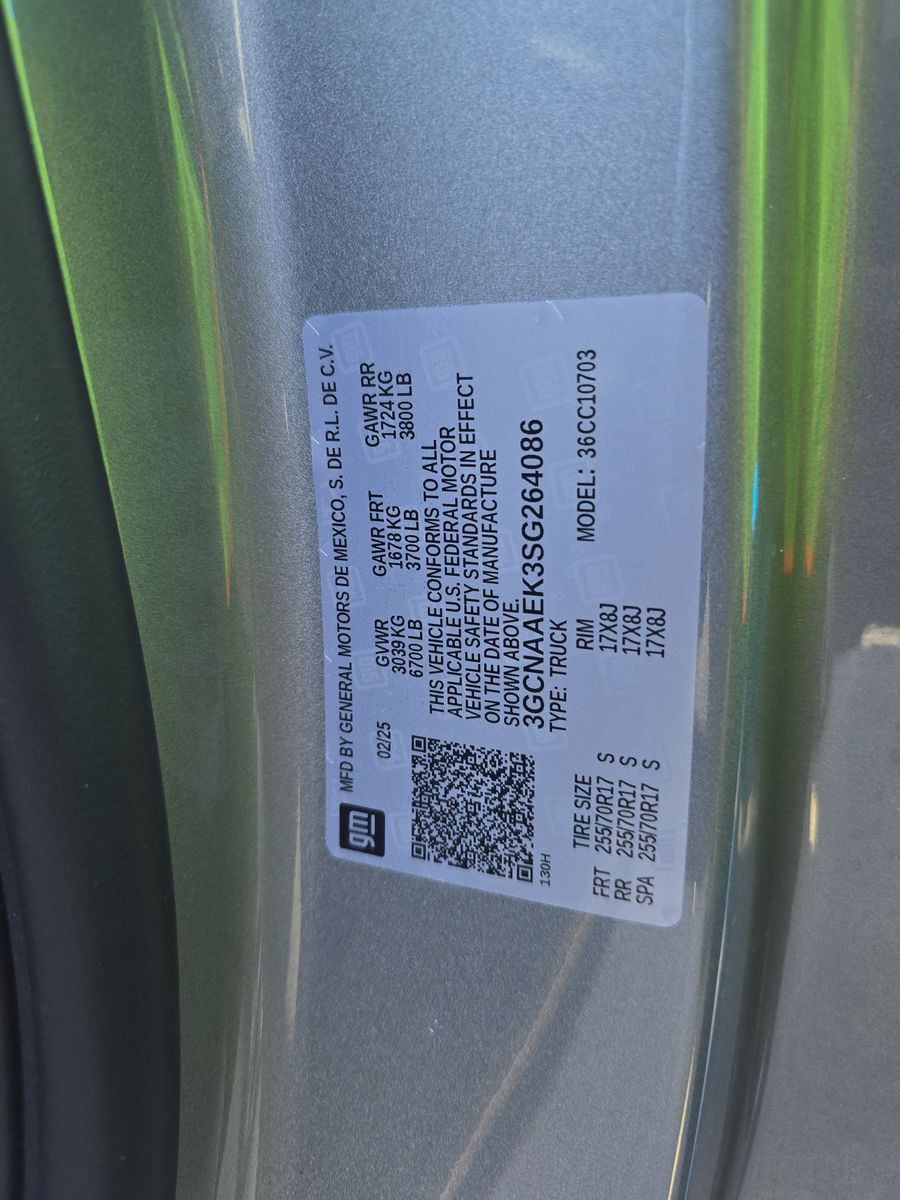 gm MFD BY GENERAL MOTORS DE MEXICO, S. DE R.L. DE C.V.
02/25 GVWR GAWR FRT GAWR RR
3039 KG 1678 KG 1724 KG
6700 LB 3700 LB 3800 LB
THIS VEHICLE CONFORMS TO ALL
APPLICABLE U.S. FEDERAL MOTOR
VEHICLE SAFETY STANDARDS IN EFFECT
ON THE DATE OF MANUFACTURE
SHOWN ABOVE.
3GCNAAEK3SG264086
130H TYPE: TRUCK MODEL: 36CC10703
TIRE SIZE RIM
FRT 255/70R17 S 17X8J
RR 255/70R17 S 17X8J
SPA 255/70R17 S 17X8J